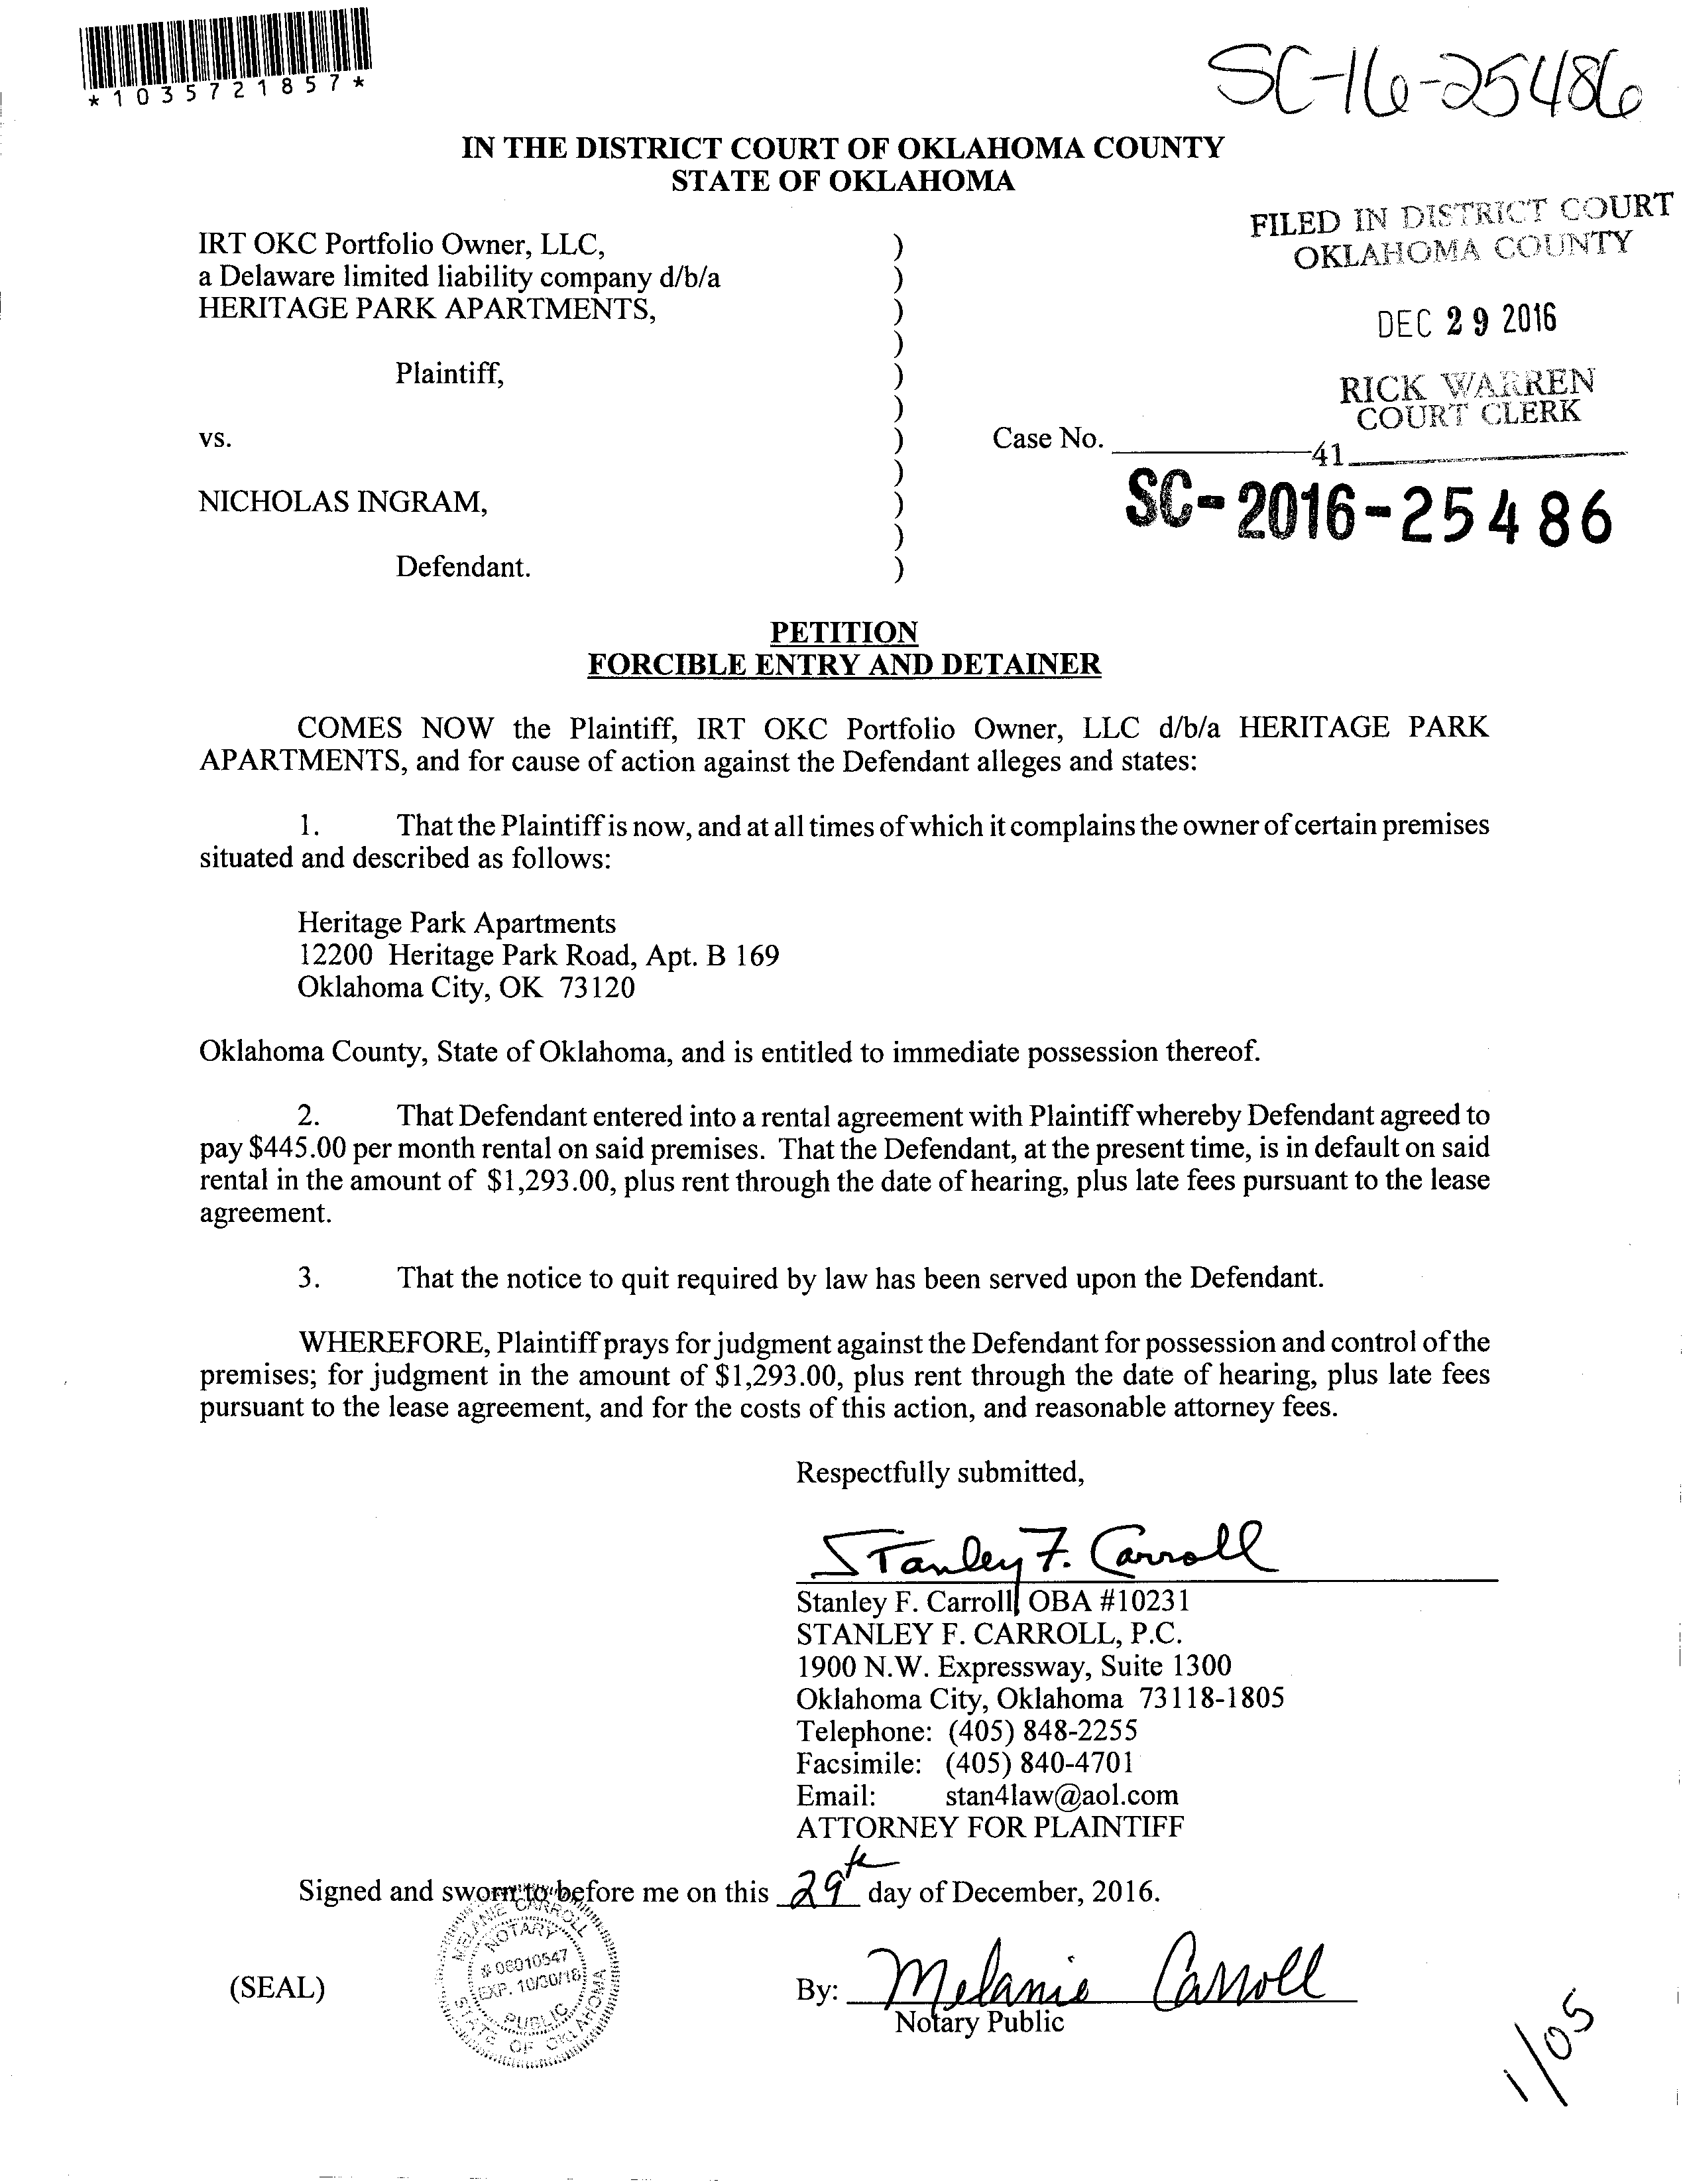 *1035721857*
SC-16-25486
IN THE DISTRICT COURT OF OKLAHOMA COUNTY
STATE OF OKLAHOMA
FILED IN DISTRICT COURT
OKLAHOMA COUNTY
DEC 29 2016
RICK WARREN
COURT CLERK
41
IRT OKC Portfolio Owner, LLC, )
a Delaware limited liability company d/b/a )
HERITAGE PARK APARTMENTS, )
)
Plaintiff, )
)
vs. ) Case No.
)
SC-2016-25486
NICHOLAS INGRAM, )
)
Defendant. )
PETITION
FORCIBLE ENTRY AND DETAINER
COMES NOW the Plaintiff, IRT OKC Portfolio Owner, LLC d/b/a HERITAGE PARK
APARTMENTS, and for cause of action against the Defendant alleges and states:
1. That the Plaintiff is now, and at all times of which it complains the owner of certain premises
situated and described as follows:
Heritage Park Apartments
12200 Heritage Park Road, Apt. B 169
Oklahoma City, OK 73120
Oklahoma County, State of Oklahoma, and is entitled to immediate possession thereof.
2. That Defendant entered into a rental agreement with Plaintiff whereby Defendant agreed to
pay $445.00 per month rental on said premises. That the Defendant, at the present time, is in default on said
rental in the amount of $1,293.00, plus rent through the date of hearing, plus late fees pursuant to the lease
agreement.
3. That the notice to quit required by law has been served upon the Defendant.
WHEREFORE, Plaintiff prays for judgment against the Defendant for possession and control of the
premises; for judgment in the amount of $1,293.00, plus rent through the date of hearing, plus late fees
pursuant to the lease agreement, and for the costs of this action, and reasonable attorney fees.
Respectfully submitted,
Stanley F. Carroll
Stanley F. Carroll, OBA #10231
STANLEY F. CARROLL, P.C.
1900 N.W. Expressway, Suite 1300
Oklahoma City, Oklahoma 73118-1805
Telephone: (405) 848-2255
Facsimile: (405) 840-4701
Email: stan4law@aol.com
ATTORNEY FOR PLAINTIFF
Signed and sworn to before me on this 29th day of December, 2016.
MELANIE CARROLL
NOTARY
# 06010547
EXP. 10/30/18
PUBLIC
STATE OF OKLAHOMA
(SEAL)
By: Melanie Carroll
Notary Public
1/05